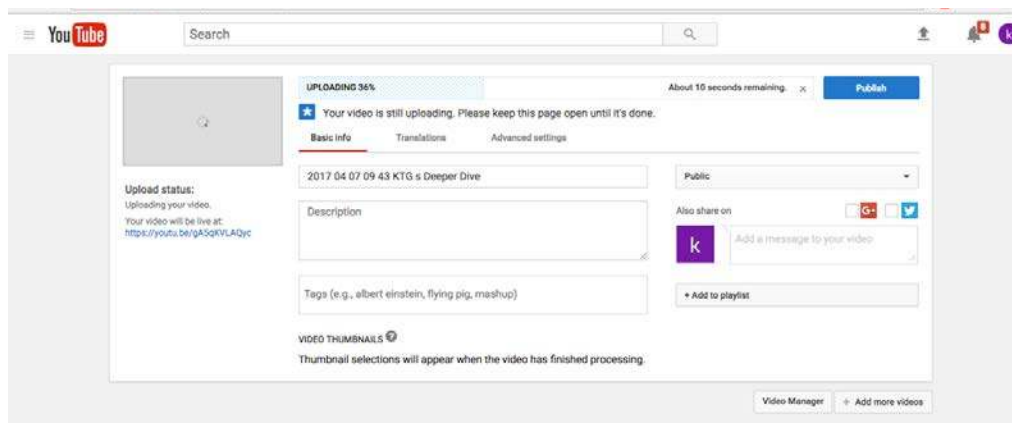 YouTube
Search
8
k
UPLOADING 36%
About 10 seconds remaining.
x
Publish
Your video is still uploading. Please keep this page open until it's done.
Basic info
Translations
Advanced settings
2017 04 07 09 43 KTG s Deeper Dive
Public
Description
Also share on
G+
k
Add a message to your video
Upload status:
Uploading your video.
Your video will be live at:
https://youtu.be/gASqKVLAQyc
Tags (e.g., albert einstein, flying pig, mashup)
+ Add to playlist
VIDEO THUMBNAILS ?
Thumbnail selections will appear when the video has finished processing.
Video Manager
+ Add more videos